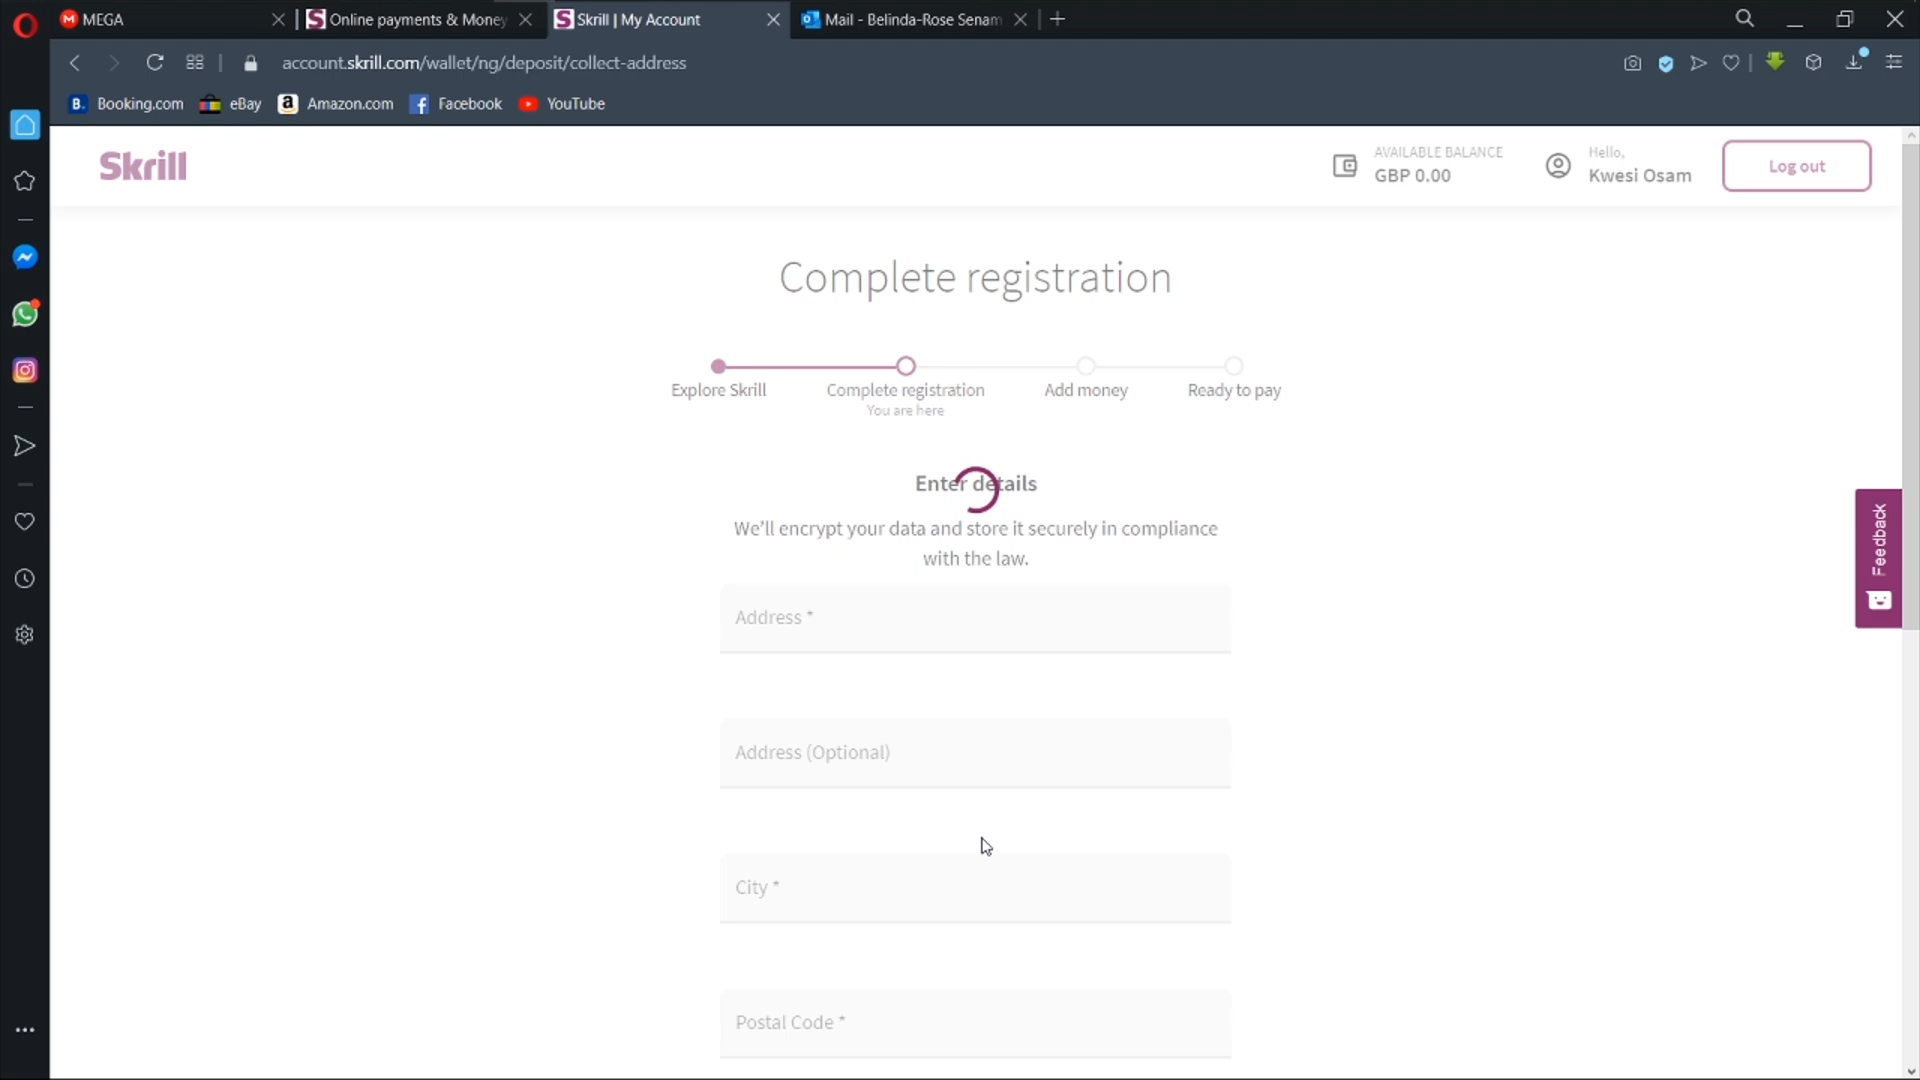 MEGA
Online payments & Money
Skrill | My Account
Mail - Belinda-Rose Senam
account.skrill.com/wallet/ng/deposit/collect-address
B. Booking.com
eBay
a Amazon.com
Facebook
YouTube
Skrill
AVAILABLE BALANCE
GBP 0.00
Hello,
Kwesi Osam
Log out
Complete registration
Explore Skrill
Complete registration
You are here
Add money
Ready to pay
Enter details
We’ll encrypt your data and store it securely in compliance
with the law.
Address *
Address (Optional)
City *
Postal Code *
Feedback